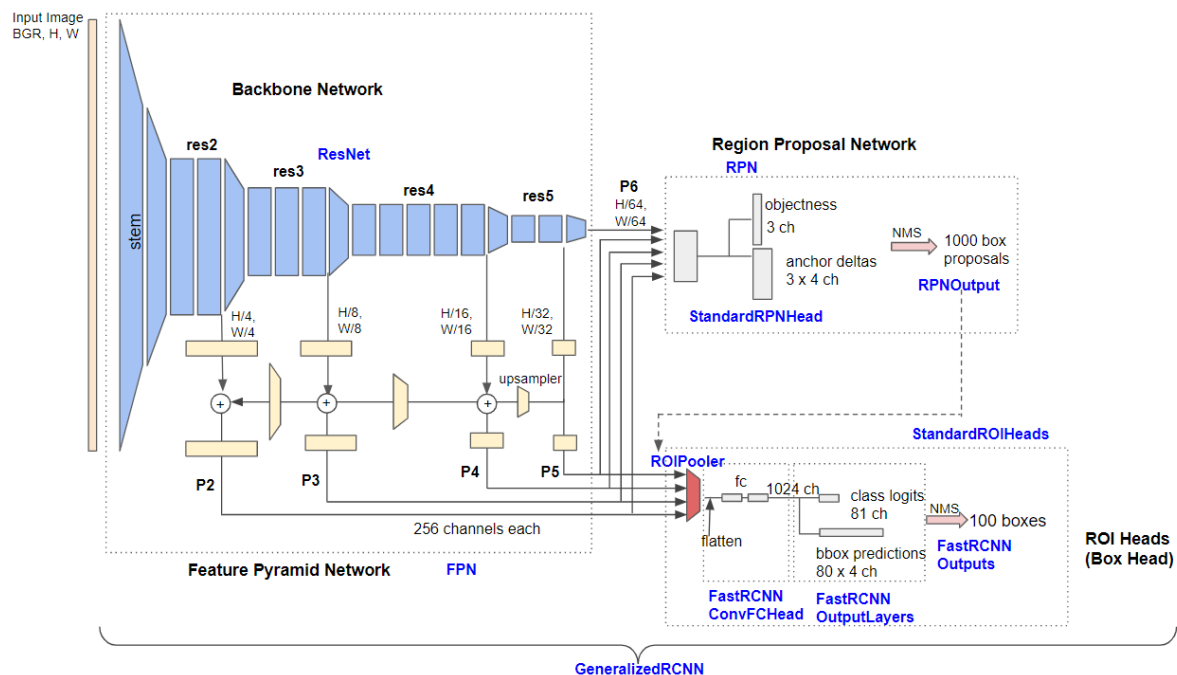 Input Image
BGR, H, W
Backbone Network
res2
ResNet
res3
res4
res5
stem
P6
H/64,
W/64
Region Proposal Network
RPN
objectness
3 ch
anchor deltas
3 x 4 ch
StandardRPNHead
NMS
1000 box
proposals
RPNOutput
H/4,
W/4
H/8,
W/8
H/16,
W/16
H/32,
W/32
upsampler
+
+
+
P2
P3
P4
P5
256 channels each
Feature Pyramid Network
FPN
StandardROIHeads
ROIPooler
fc
1024 ch
flatten
class logits
81 ch
bbox predictions
80 x 4 ch
NMS
100 boxes
FastRCNN
Outputs
FastRCNN
ConvFCHead
FastRCNN
OutputLayers
ROI Heads
(Box Head)
GeneralizedRCNN